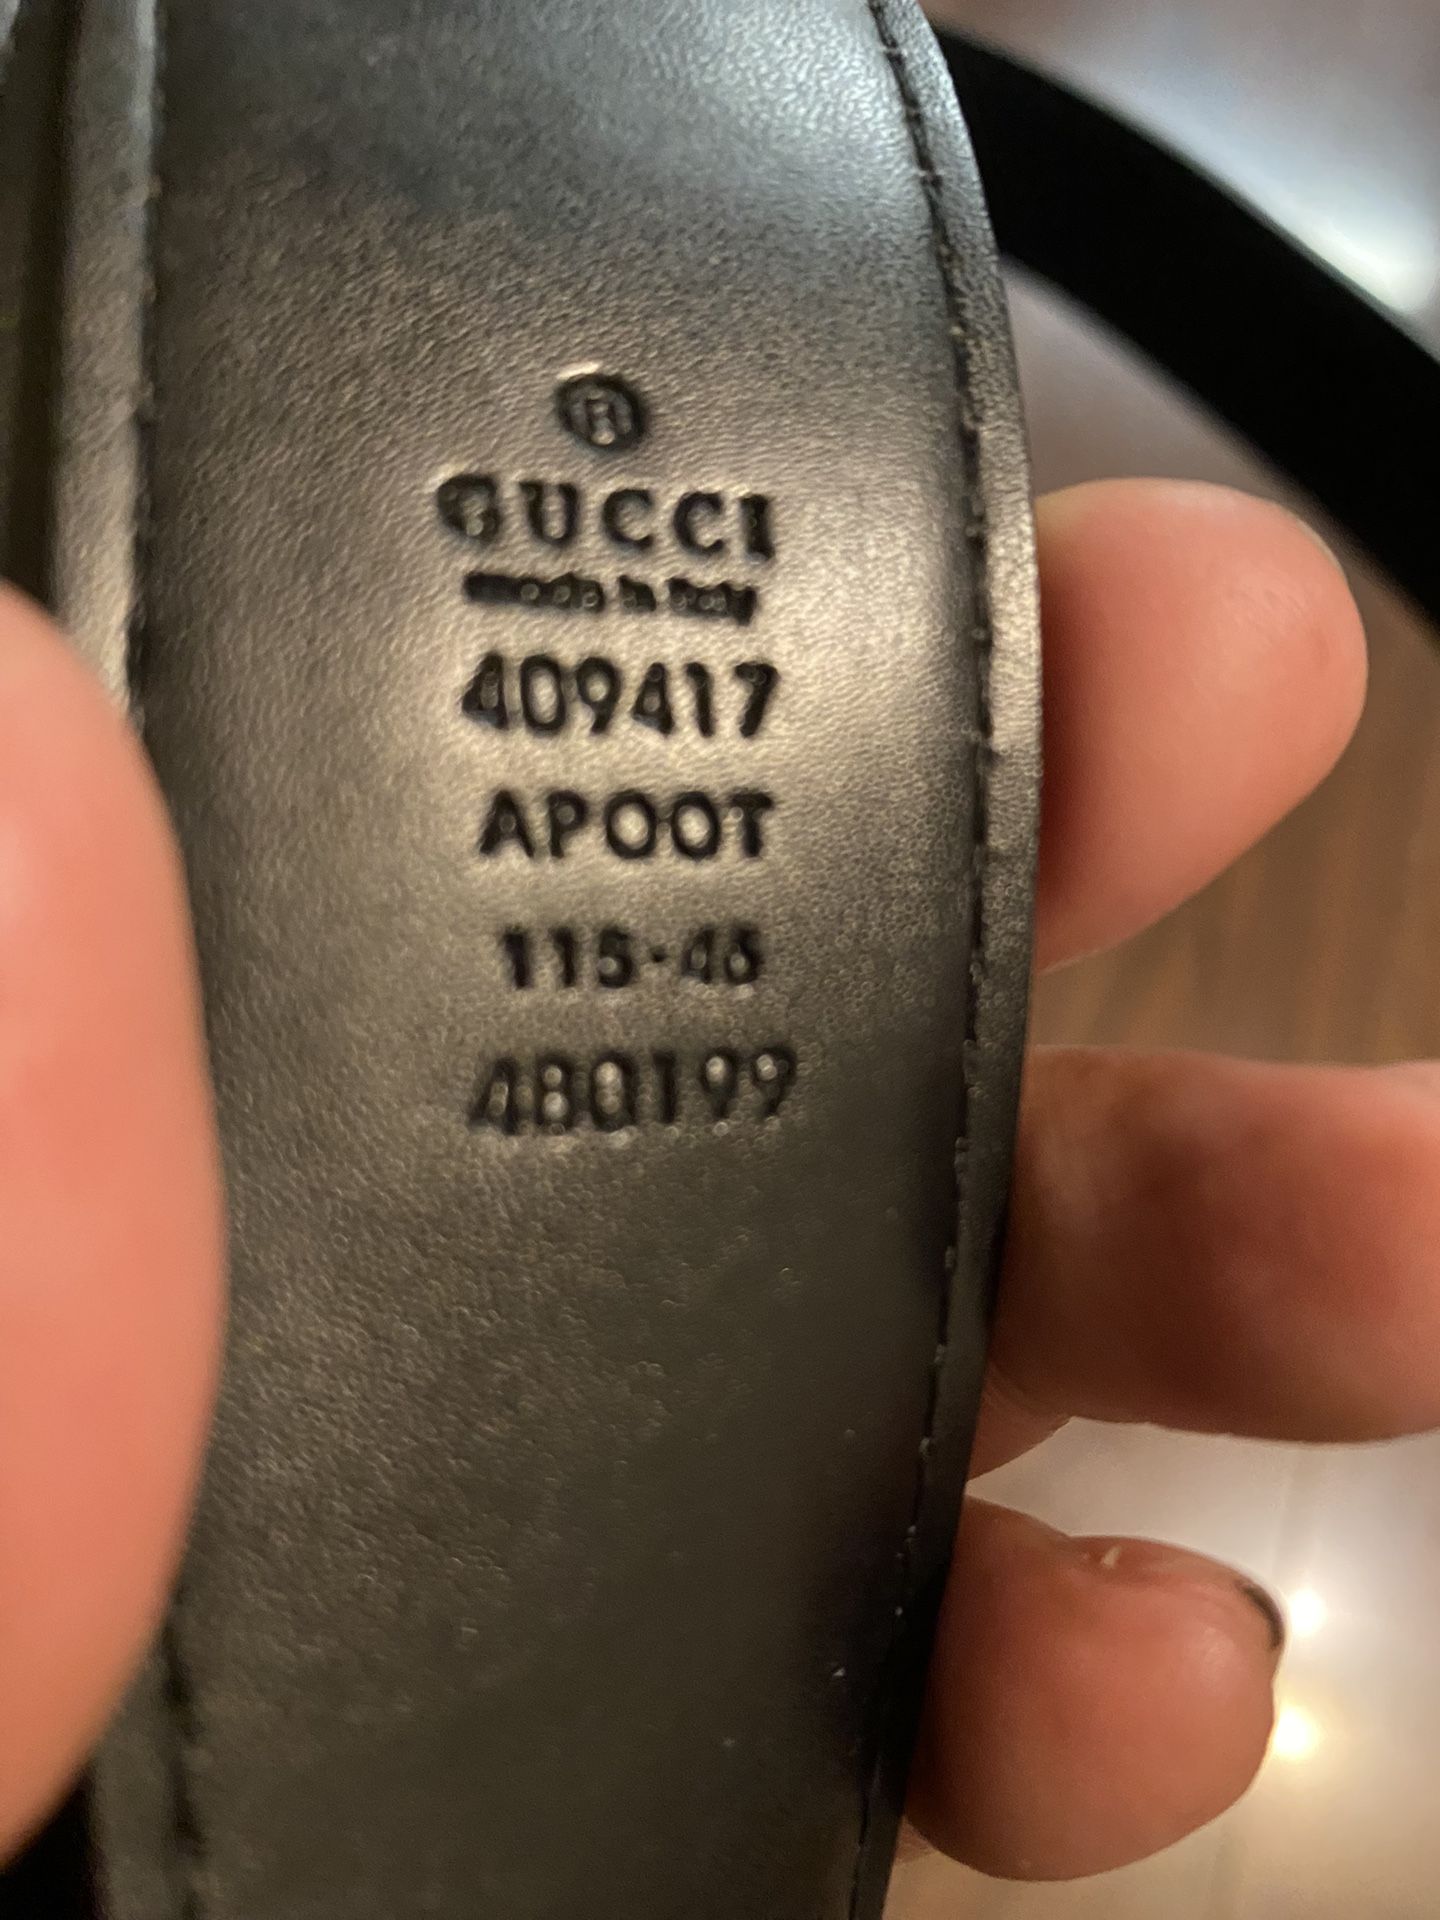 ®
GUCCI
made in Italy
409417
AP00T
115·46
480199